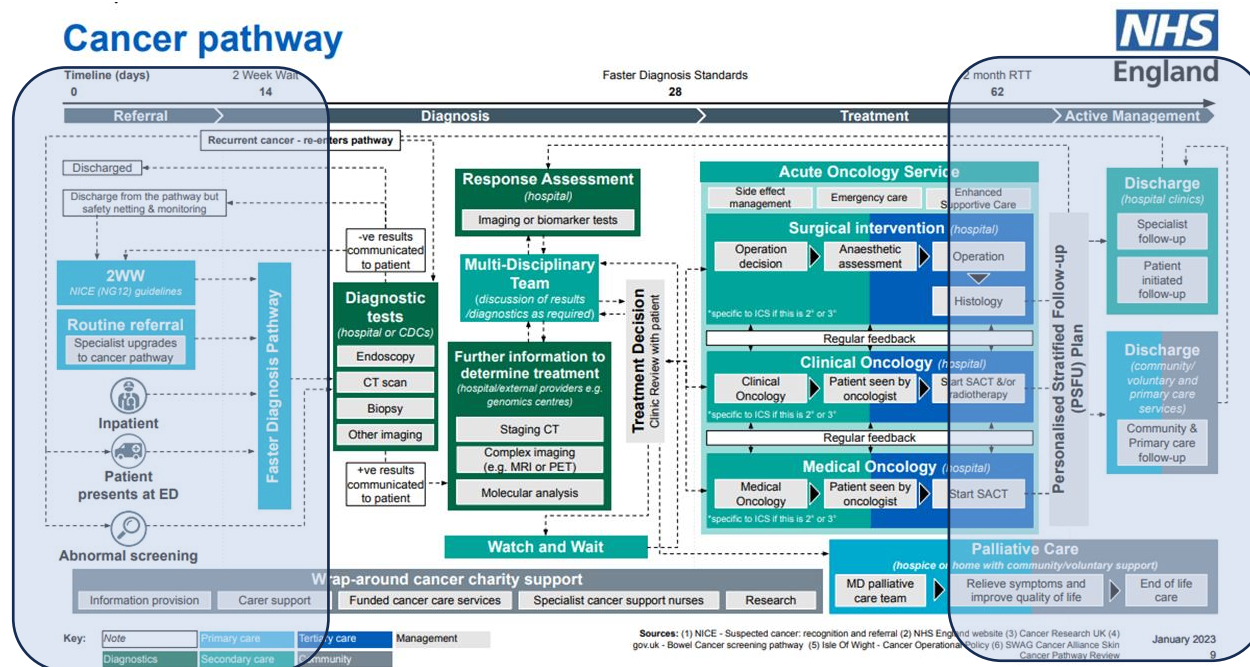 Cancer pathway
NHS
England
Timeline (days)
2 Week Wait
Faster Diagnosis Standards
2 month RTT
0
14
28
62
Referral
Diagnosis
Treatment
Active Management
Recurrent cancer - re-enters pathway
Discharged
Discharge from the pathway but
safety netting & monitoring
-ve results
communicated
to patient
2WW
NICE (NG12) guidelines
Routine referral
Specialist upgrades
to cancer pathway
Inpatient
Patient
presents at ED
Abnormal screening
Faster Diagnosis Pathway
Diagnostic
tests
(hospital or CDCs)
Endoscopy
CT scan
Biopsy
Other imaging
+ve results
communicated
to patient
Response Assessment
(hospital)
Imaging or biomarker tests
Multi-Disciplinary
Team
(discussion of results
/diagnostics as required)
Further information to
determine treatment
(hospital/external providers e.g.
genomics centres)
Staging CT
Complex imaging
(e.g. MRI or PET)
Molecular analysis
Watch and Wait
Treatment Decision
Clinic Review with patient
Acute Oncology Service
Side effect
management
Emergency care
Enhanced
Supportive Care
Surgical intervention (hospital)
Operation
decision
Anaesthetic
assessment
Operation
Histology
*specific to ICS if this is 2° or 3°
Regular feedback
Clinical Oncology (hospital)
Clinical
Oncology
Patient seen by
oncologist
Start SACT &/or
radiotherapy
*specific to ICS if this is 2° or 3°
Regular feedback
Medical Oncology (hospital)
Medical
Oncology
Patient seen by
oncologist
Start SACT
*specific to ICS if this is 2° or 3°
Personalised Stratified Follow-up
(PSFU) Plan
Discharge
(hospital clinics)
Specialist
follow-up
Patient
initiated
follow-up
Discharge
(community/
voluntary and
primary care
services)
Community &
Primary care
follow-up
Palliative Care
(hospice or home with community/voluntary support)
MD palliative
care team
Relieve symptoms and
improve quality of life
End of life
care
Wrap-around cancer charity support
Information provision
Carer support
Funded cancer care services
Specialist cancer support nurses
Research
Key:
Note
Primary care
Tertiary care
Management
Diagnostics
Secondary care
Community
Sources: (1) NICE - Suspected cancer: recognition and referral (2) NHS England website (3) Cancer Research UK (4)
gov.uk - Bowel Cancer screening pathway (5) Isle Of Wight - Cancer Operational Policy (6) SWAG Cancer Alliance Skin
Cancer Pathway Review
January 2023
9